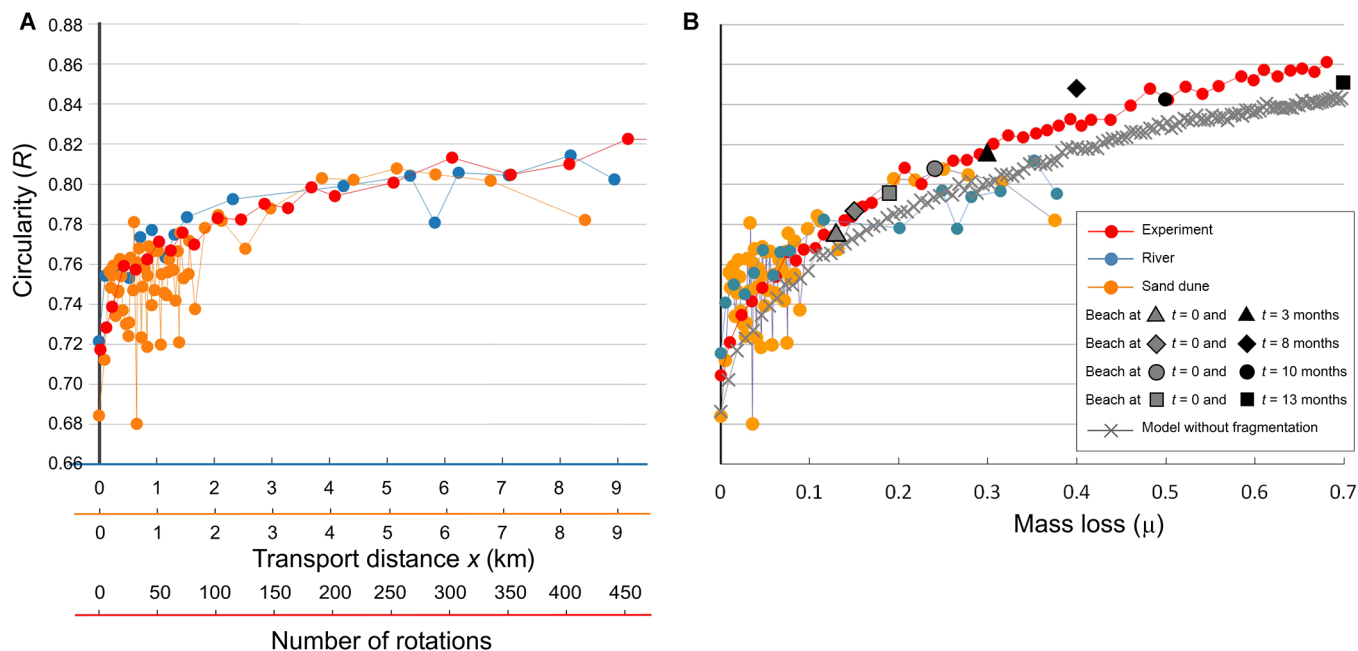 A
0.88
0.86
0.84
0.82
0.80
0.78
0.76
0.74
0.72
0.70
0.68
0.66
Circularity (R)
0 1 2 3 4 5 6 7 8 9
0 1 2 3 4 5 6 7 8 9
Transport distance x (km)
0 50 100 150 200 250 300 350 400 450
Number of rotations
B
Experiment
River
Sand dune
Beach at t = 0 and t = 3 months
Beach at t = 0 and t = 8 months
Beach at t = 0 and t = 10 months
Beach at t = 0 and t = 13 months
Model without fragmentation
0 0.1 0.2 0.3 0.4 0.5 0.6 0.7
Mass loss (μ)